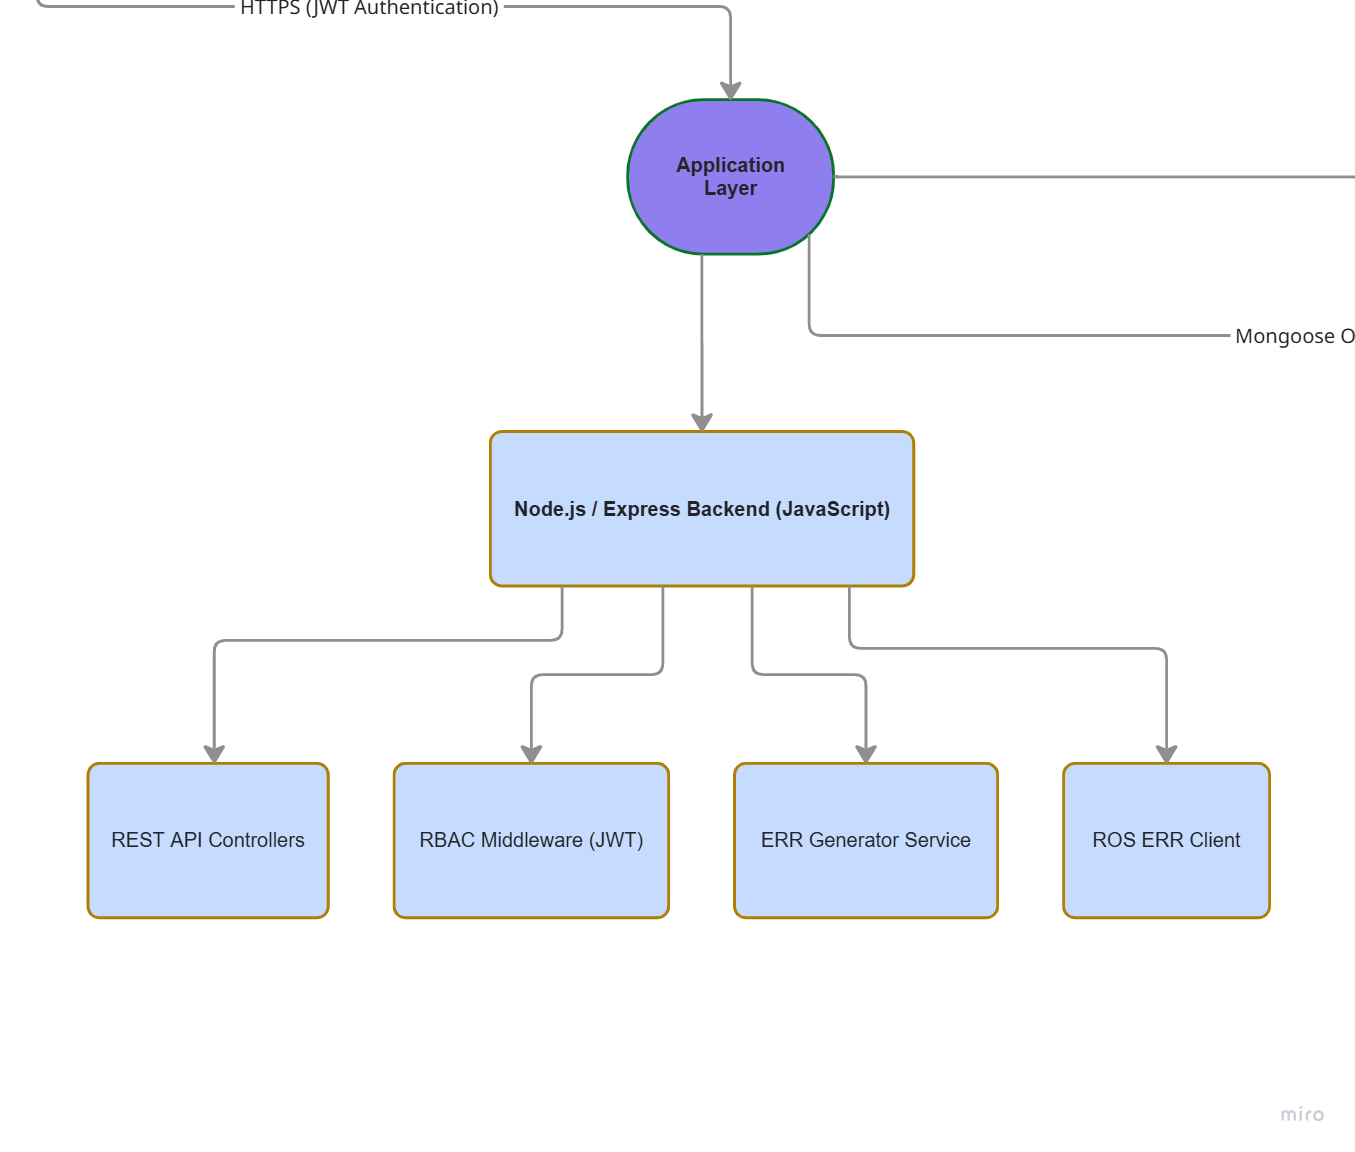 HTTPS (JWT Authentication)
Application
Layer
Mongoose O
Node.js / Express Backend (JavaScript)
REST API Controllers
RBAC Middleware (JWT)
ERR Generator Service
ROS ERR Client
miro